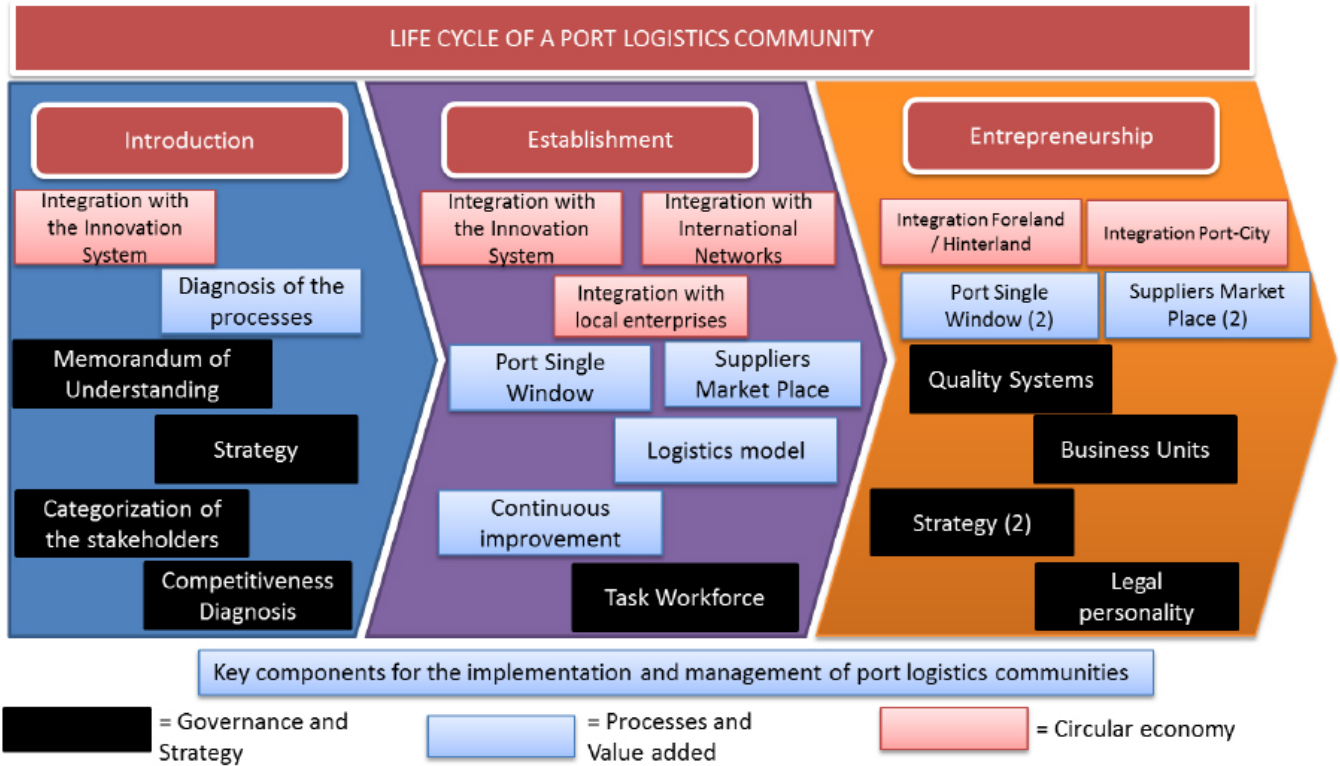 LIFE CYCLE OF A PORT LOGISTICS COMMUNITY
Introduction
Integration with
the Innovation
System
Diagnosis of the
processes
Memorandum of
Understanding
Strategy
Categorization of
the stakeholders
Competitiveness
Diagnosis
Establishment
Integration with
the Innovation
System
Integration with
International
Networks
Integration with
local enterprises
Port Single
Window
Suppliers
Market Place
Logistics model
Continuous
improvement
Task Workforce
Entrepreneurship
Integration Foreland
/ Hinterland
Integration Port-City
Port Single
Window (2)
Suppliers Market
Place (2)
Quality Systems
Business Units
Strategy (2)
Legal
personality
Key components for the implementation and management of port logistics communities
= Governance and
Strategy
= Processes and
Value added
= Circular economy